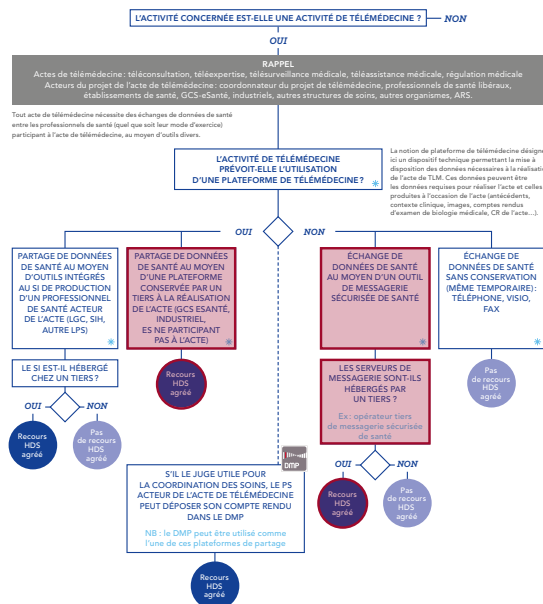 L'ACTIVITÉ CONCERNÉE EST-ELLE UNE ACTIVITÉ DE TÉLÉMÉDECINE ?
NON
OUI
RAPPEL
Actes de télémédecine : téléconsultation, téléexpertise, télésurveillance médicale, téléassistance médicale, régulation médicale
Acteurs du projet de l'acte de télémédecine : coordonnateur du projet de télémédecine, professionnels de santé libéraux,
établissements de santé, GCS-eSanté, industriels, autres structures de soins, autres organismes, ARS.
Tout acte de télémédecine nécessite des échanges de données de santé
entre les professionnels de santé (quel que soit leur mode d'exercice)
participant à l'acte de télémédecine, au moyen d'outils divers.
L'ACTIVITÉ DE TÉLÉMÉDECINE
PRÉVOIT-ELLE L'UTILISATION
D'UNE PLATEFORME DE TÉLÉMÉDECINE ? *
La notion de plateforme de télémédecine désigne
ici un dispositif technique permettant la mise à
disposition des données nécessaires à la réalisati
de l'acte de TLM. Cas données peuvent être
les données requises pour réaliser l'acte et celles
produites à l'occasion de l'acte (antécédents,
contexte clinique, images, comptes rendus
d'examen de biologie médicale, CR de l'acte...).
OUI
NON
PARTAGE DE DONNÉES
DE SANTÉ AU MOYEN
D'OUTILS INTÉGRÉS
AU SI DE PRODUCTION
D'UN PROFESSIONNEL
DE SANTÉ ACTEUR
DE L'ACTE (LGC, SIH,
AUTRE LPS)
*
PARTAGE DE DONNÉES
DE SANTÉ AU MOYEN
D'UNE PLATEFORME
CONSERVÉE PAR UN
TIERS À LA RÉALISATION
DE L'ACTE (GCS ESANTÉ,
INDUSTRIEL,
ES NE PARTICIPANT
PAS À L'ACTE)
*
ÉCHANGE DE
DONNÉES DE SANTÉ
AU MOYEN D'UN OUTIL
DE MESSAGERIE
SÉCURISÉE DE SANTÉ
*
ÉCHANGE DE
DONNÉES DE SANTÉ
SANS CONSERVATION
(MÊME TEMPORAIRE) :
TÉLÉPHONE, VISIO,
FAX
*
LE SI EST-IL HÉBERGÉ
CHEZ UN TIERS ?
OUI
NON
Recours
HDS
agréé
Pas
de recours
HDS
agréé
Recours
HDS
agréé
LES SERVEURS DE
MESSAGERIE SONT-ILS
HÉBERGÉS PAR
UN TIERS ?
Ex : opérateur tiers
de messagerie sécurisée
de santé
Pas
de recours
HDS
agréé
OUI
NON
Recours
HDS
agréé
Pas
de recours
HDS
agréé
DMP
S'IL LE JUGE UTILE POUR
LA COORDINATION DES SOINS, LE PS
ACTEUR DE L'ACTE DE TÉLÉMÉDECINE
PEUT DÉPOSER SON COMPTE RENDU
DANS LE DMP
NB : le DMP peut être utilisé comme
l'une de ces plateformes de partage
Recours
HDS
agréé